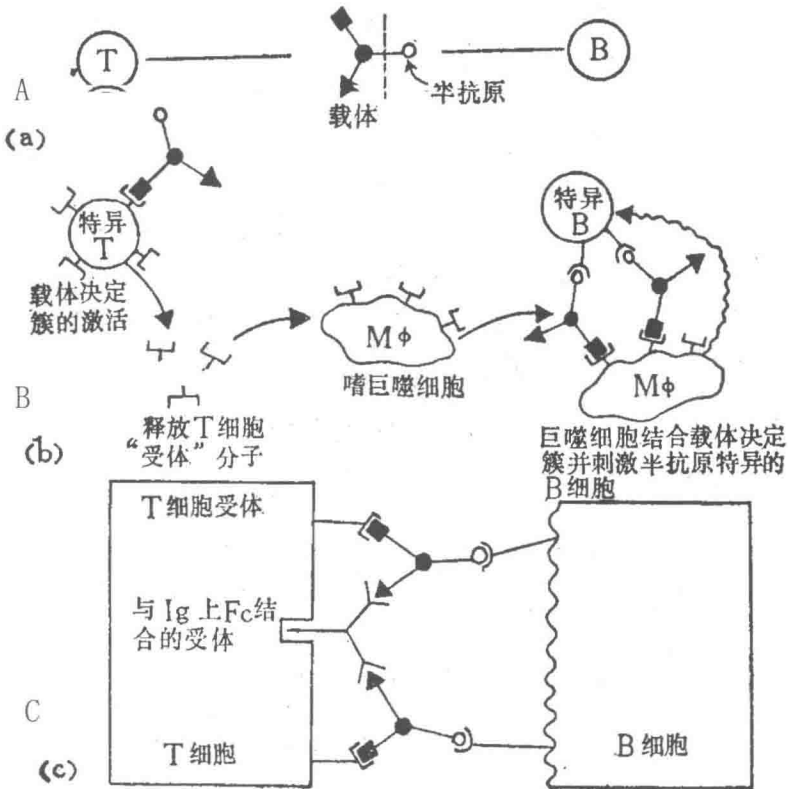 T
B
A
半抗原
载体
(a)
特异
T
特异
B
载体决定
簇的激活
Mφ
嗜巨噬细胞
Mφ
B
释放T细胞
“受体”分子
(b)
巨噬细胞结合载体决定
簇并刺激半抗原特异的
B细胞
T细胞受体
与Ig上Fc结
合的受体
C
T细胞
B细胞
(c)